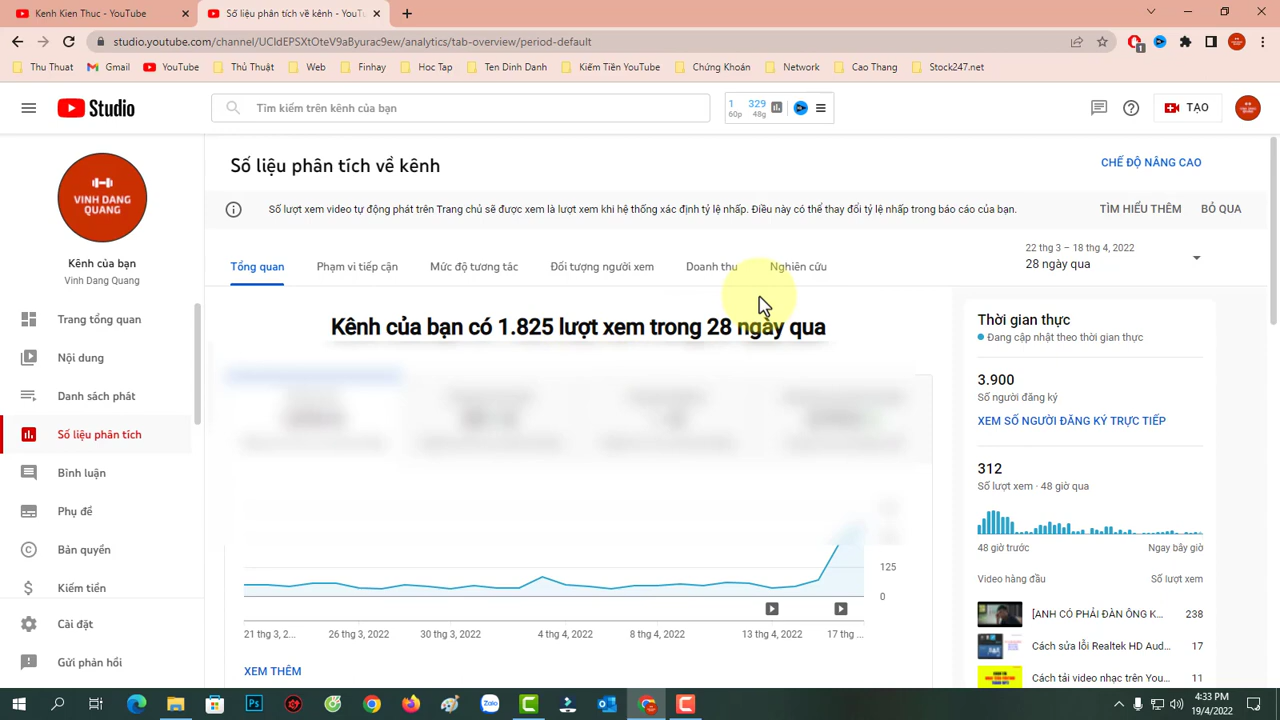 Kenh Kien Thuc - YouTube
Số liệu phân tích về kênh - YouTu
studio.youtube.com/channel/UCIdEPSXtOteV9aByurac9ew/analytics/tab-overview/period-default
1
Thu Thuat
Gmail
YouTube
Thủ Thuật
Web
Finhay
Hoc Tap
Ten Dinh Danh
Kiếm Tiền YouTube
Chứng Khoán
Network
Cao Thang
Stock247.net
Studio
Tìm kiếm trên kênh của bạn
1 329
60p 48g
TẠO
VINH DANG
QUANG
Kênh của bạn
Vinh Dang Quang
Trang tổng quan
Nội dung
Danh sách phát
Số liệu phân tích
Bình luận
Phụ đề
Bản quyền
Kiếm tiền
Cài đặt
Gửi phản hồi
Số liệu phân tích về kênh
CHẾ ĐỘ NÂNG CAO
Số lượt xem video tự động phát trên Trang chủ sẽ được xem là lượt xem khi hệ thống xác định tỷ lệ nhấp. Điều này có thể thay đổi tỷ lệ nhấp trong báo cáo của bạn.
TÌM HIỂU THÊM
BỎ QUA
Tổng quan
Phạm vi tiếp cận
Mức độ tương tác
Đối tượng người xem
Doanh thu
Nghiên cứu
22 thg 3 – 18 thg 4, 2022
28 ngày qua
Kênh của bạn có 1.825 lượt xem trong 28 ngày qua
125
0
21 thg 3, 2...
26 thg 3, 2022
30 thg 3, 2022
4 thg 4, 2022
8 thg 4, 2022
13 thg 4, 2022
17 thg ...
XEM THÊM
Thời gian thực
Đang cập nhật theo thời gian thực
3.900
Số người đăng ký
XEM SỐ NGƯỜI ĐĂNG KÝ TRỰC TIẾP
312
Số lượt xem · 48 giờ qua
48 giờ trước
Ngay bây giờ
Video hàng đầu
Số lượt xem
[ANH CÓ PHẢI ĐÀN ÔNG K...
238
Cách sửa lỗi Realtek HD Aud...
17
Cách tải video nhạc trên You...
11
Zalo
4:33 PM
19/4/2022